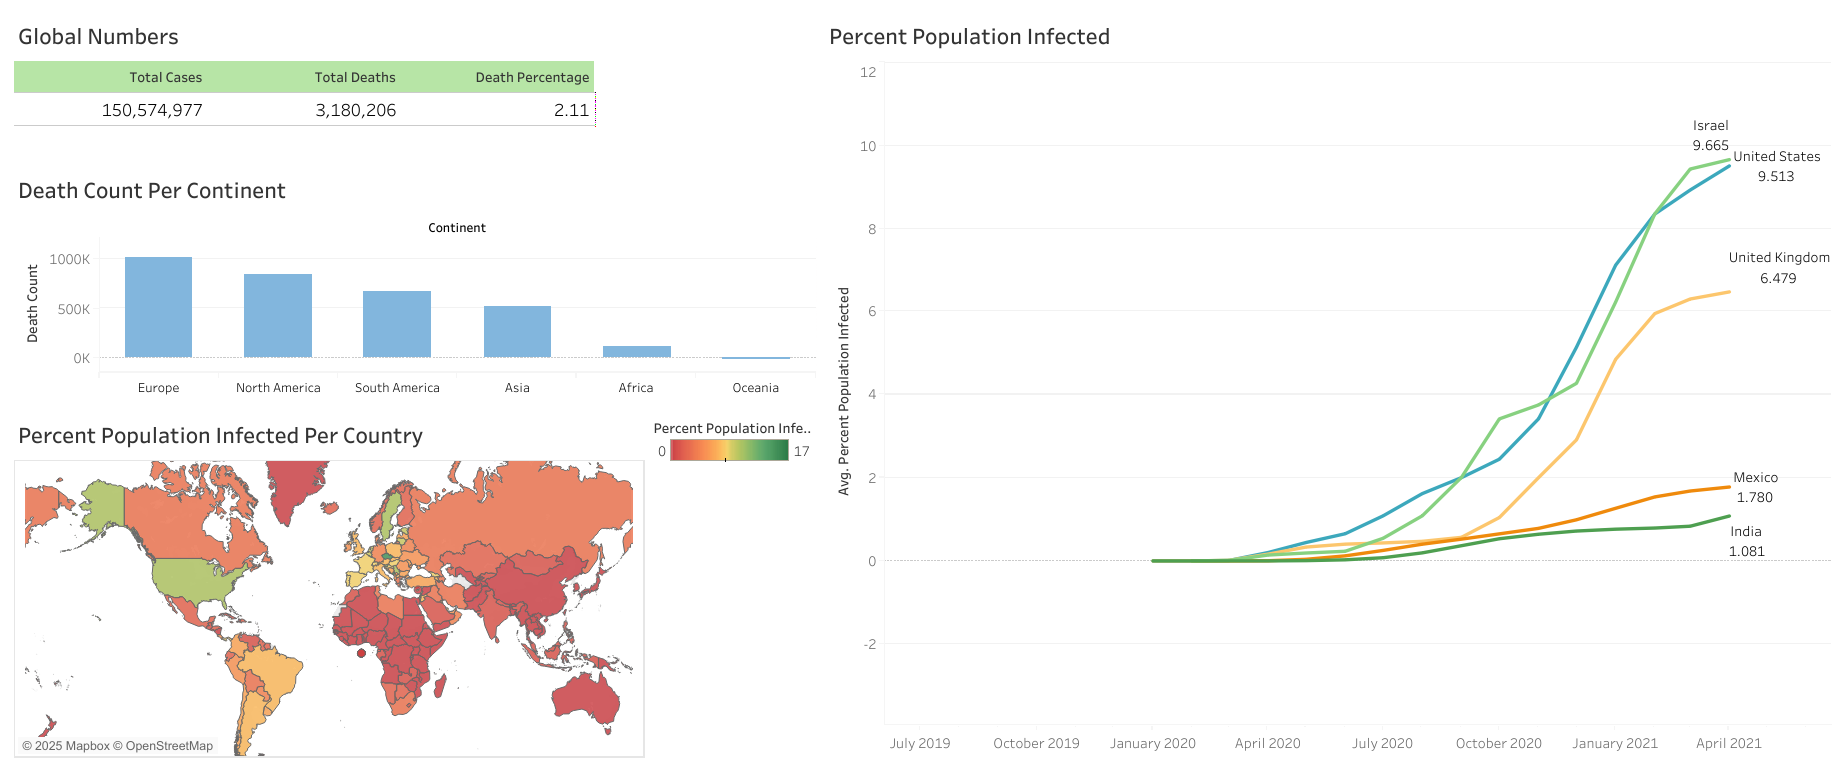 Global Numbers
Total Cases Total Deaths Death Percentage
150,574,977 3,180,206 2.11
Death Count Per Continent
Continent
Death Count
1000K
500K
0K
Europe North America South America Asia Africa Oceania
Percent Population Infected Per Country
Percent Population Infe..
0 17
© 2025 Mapbox © OpenStreetMap
Percent Population Infected
Avg. Percent Population Infected
12
10
8
6
4
2
0
-2
Israel
9.665
United States
9.513
United Kingdom
6.479
Mexico
1.780
India
1.081
July 2019 October 2019 January 2020 April 2020 July 2020 October 2020 January 2021 April 2021